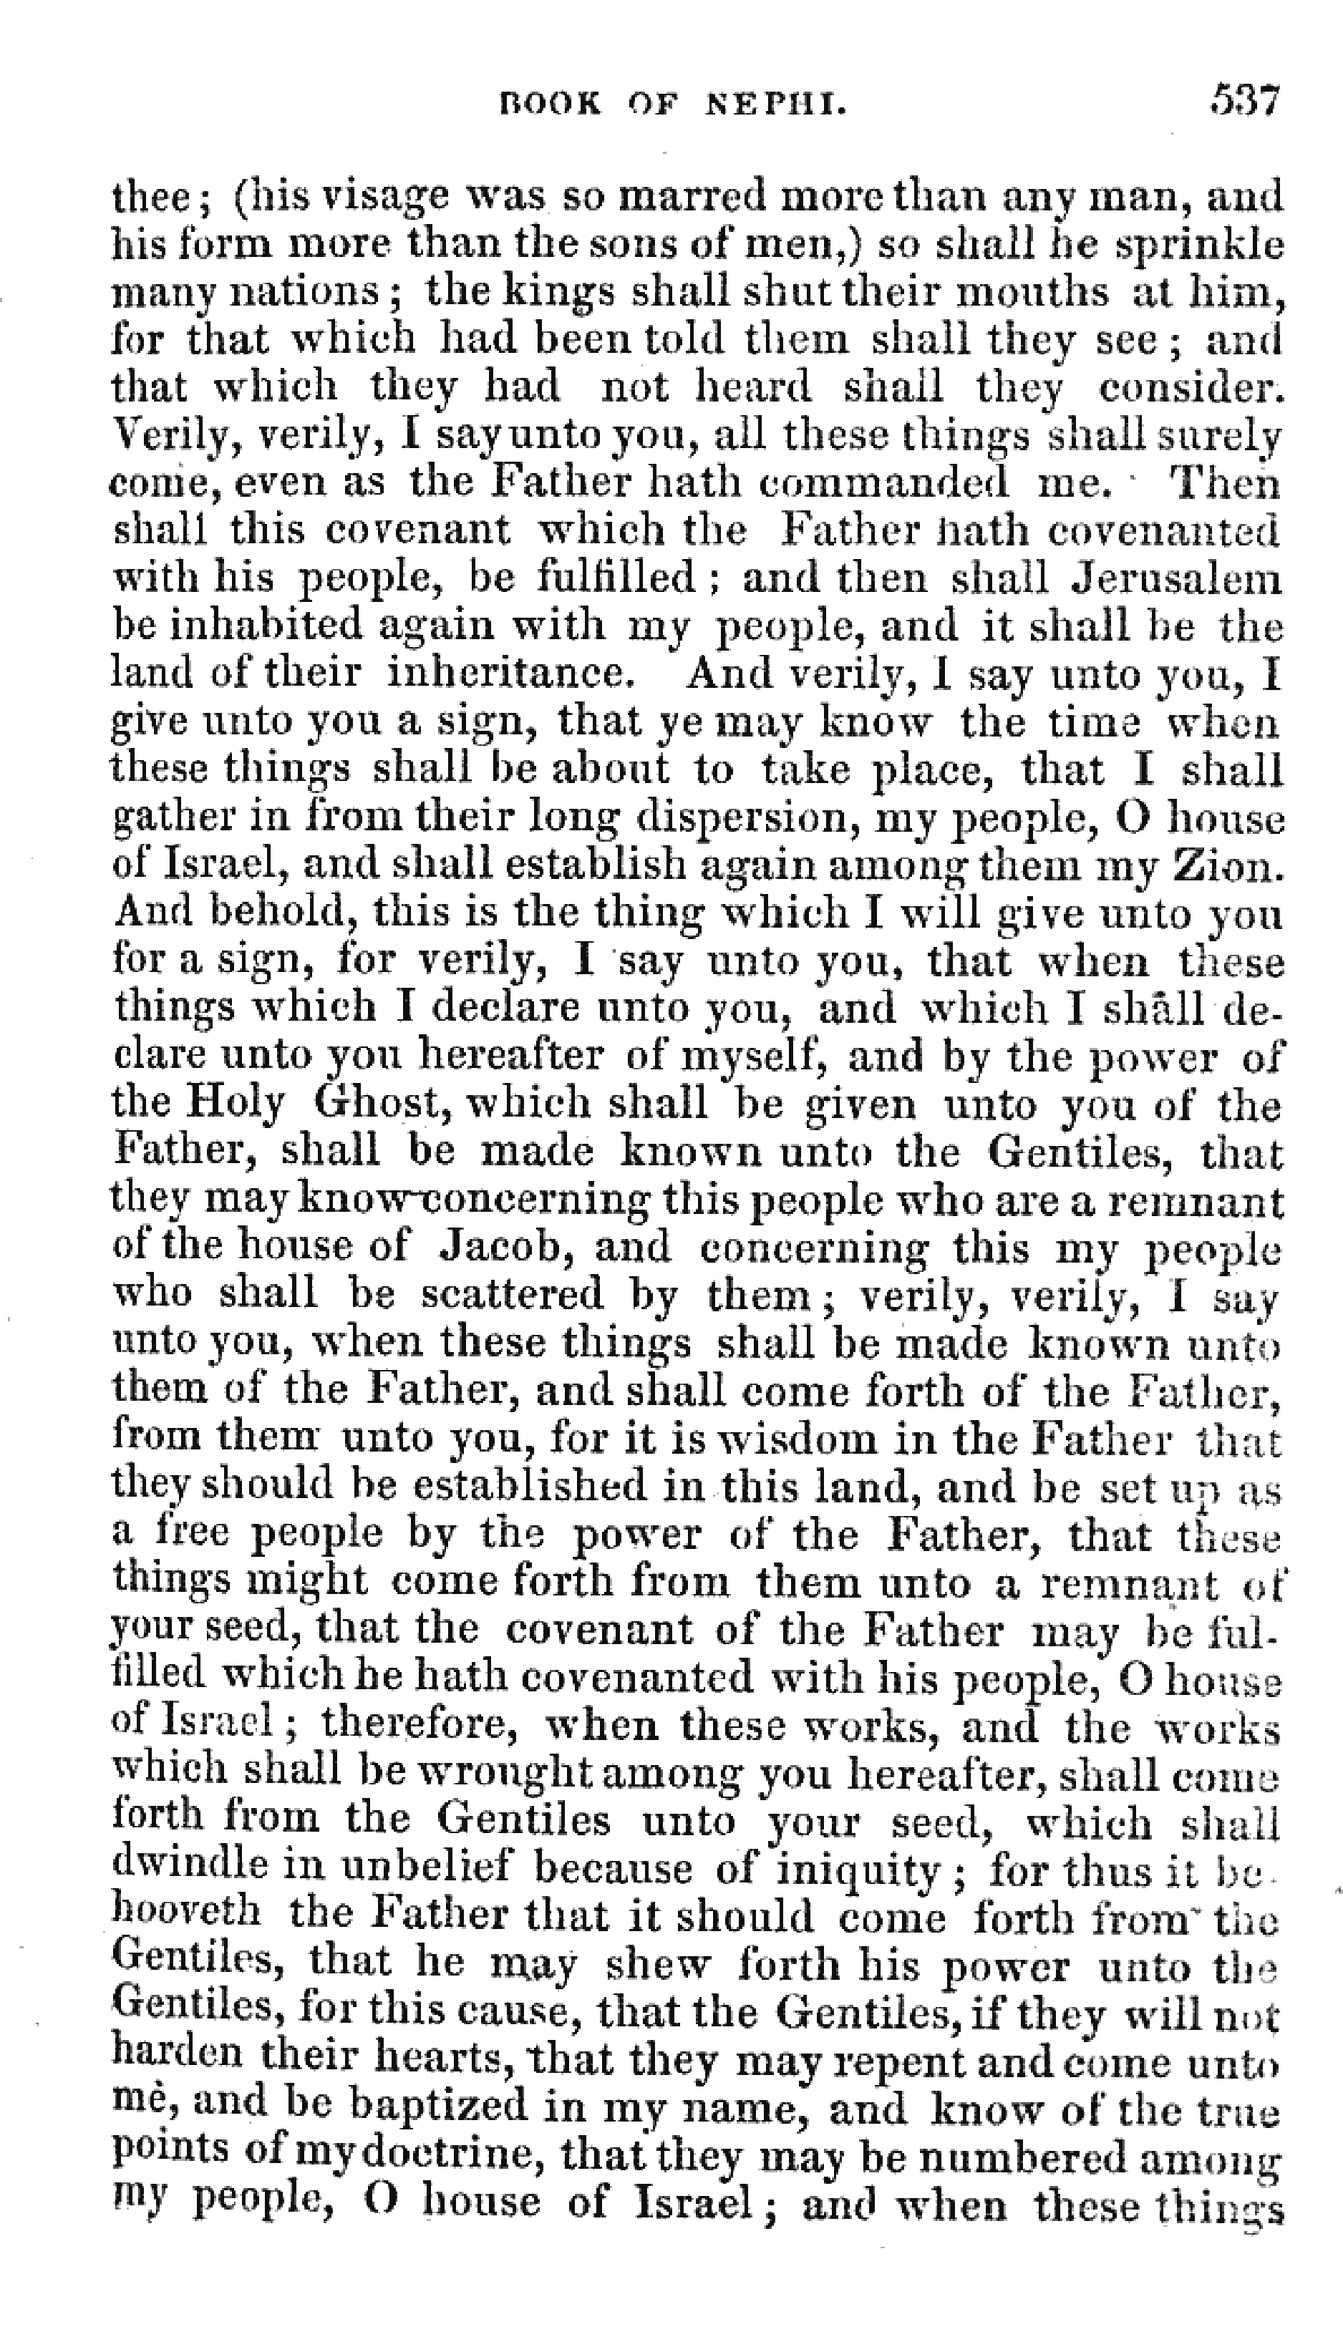 BOOK OF NEPHI. 537
thee; (his visage was so marred more than any man, and
his form more than the sons of men,) so shall he sprinkle
many nations; the kings shall shut their mouths at him,
for that which had been told them shall they see; and
that which they had not heard shall they consider.
Verily, verily, I say unto you, all these things shall surely
come, even as the Father hath commanded me. Then
shall this covenant which the Father hath covenanted
with his people, be fulfilled; and then shall Jerusalem
be inhabited again with my people, and it shall be the
land of their inheritance. And verily, I say unto you, I
give unto you a sign, that ye may know the time when
these things shall be about to take place, that I shall
gather in from their long dispersion, my people, O house
of Israel, and shall establish again among them my Zion.
And behold, this is the thing which I will give unto you
for a sign, for verily, I say unto you, that when these
things which I declare unto you, and which I shall de-
clare unto you hereafter of myself, and by the power of
the Holy Ghost, which shall be given unto you of the
Father, shall be made known unto the Gentiles, that
they may know concerning this people who are a remnant
of the house of Jacob, and concerning this my people
who shall be scattered by them; verily, verily, I say
unto you, when these things shall be made known unto
them of the Father, and shall come forth of the Father,
from them unto you, for it is wisdom in the Father that
they should be established in this land, and be set up as
a free people by the power of the Father, that these
things might come forth from them unto a remnant of
your seed, that the covenant of the Father may be ful-
filled which he hath covenanted with his people, O house
of Israel; therefore, when these works, and the works
which shall be wrought among you hereafter, shall come
forth from the Gentiles unto your seed, which shall
dwindle in unbelief because of iniquity; for thus it be-
hooveth the Father that it should come forth from the
Gentiles, that he may shew forth his power unto the
Gentiles, for this cause, that the Gentiles, if they will not
harden their hearts, that they may repent and come unto
me, and be baptized in my name, and know of the true
points of my doctrine, that they may be numbered among
my people, O house of Israel; and when these things